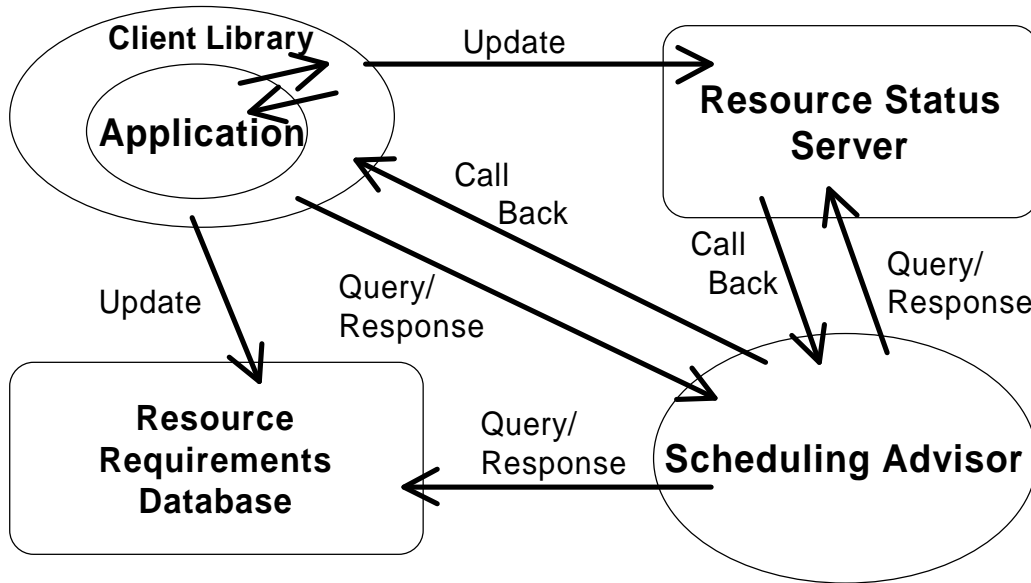 Client Library
Application
Update
Resource Status
Server
Call
Back
Query/
Response
Update
Call
Back
Query/
Response
Resource
Requirements
Database
Query/
Response
Scheduling Advisor